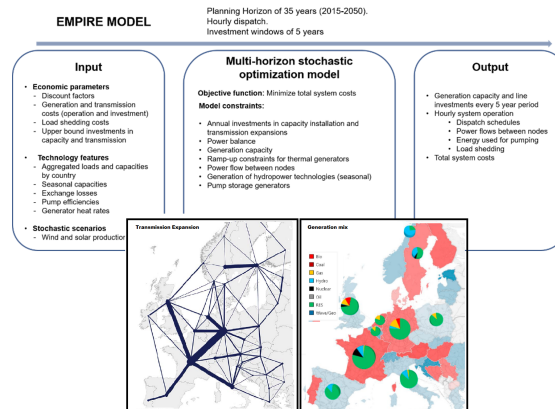 EMPIRE MODEL
Planning Horizon of 35 years (2015-2050).
Hourly dispatch.
Investment windows of 5 years
Input
• Economic parameters
- Discount factors
- Generation and transmission
costs (operation and investment)
- Load shedding costs
- Upper bound investments in
capacity and transmission
• Technology features
- Aggregated loads and capacities
by country
- Seasonal capacities
- Exchange losses
- Pump efficiencies
- Generator heat rates
• Stochastic scenarios
- Wind and solar production
Multi-horizon stochastic
optimization model
Objective function: Minimize total system costs
Model constraints:
• Annual investments in capacity installation and
transmission expansions
• Power balance
• Generation capacity
• Ramp-up constraints for thermal generators
• Power flow between nodes
• Generation of hydropower technologies (seasonal)
• Pump storage generators
Output
• Generation capacity and line
investments every 5 year period
• Hourly system operation
• Dispatch schedules
• Power flows between nodes
• Energy used for pumping
• Load shedding
• Total system costs
Transmission Expansion
Generation mix
Bio
Coal
Gas
Hydro
Nuclear
Oil
RES
Wave/Geo